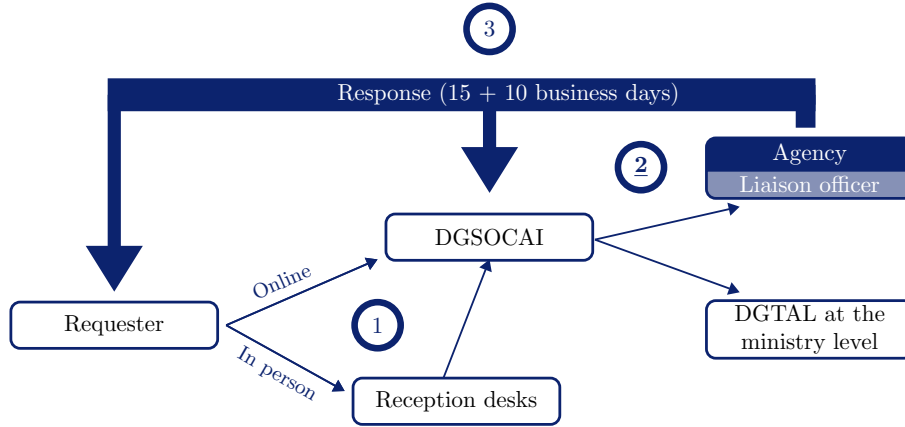 3
Response (15 + 10 business days)
2
Agency
Liaison officer
DGSOCAI
Online
1
Requester
In person
DGTAL at the
ministry level
Reception desks